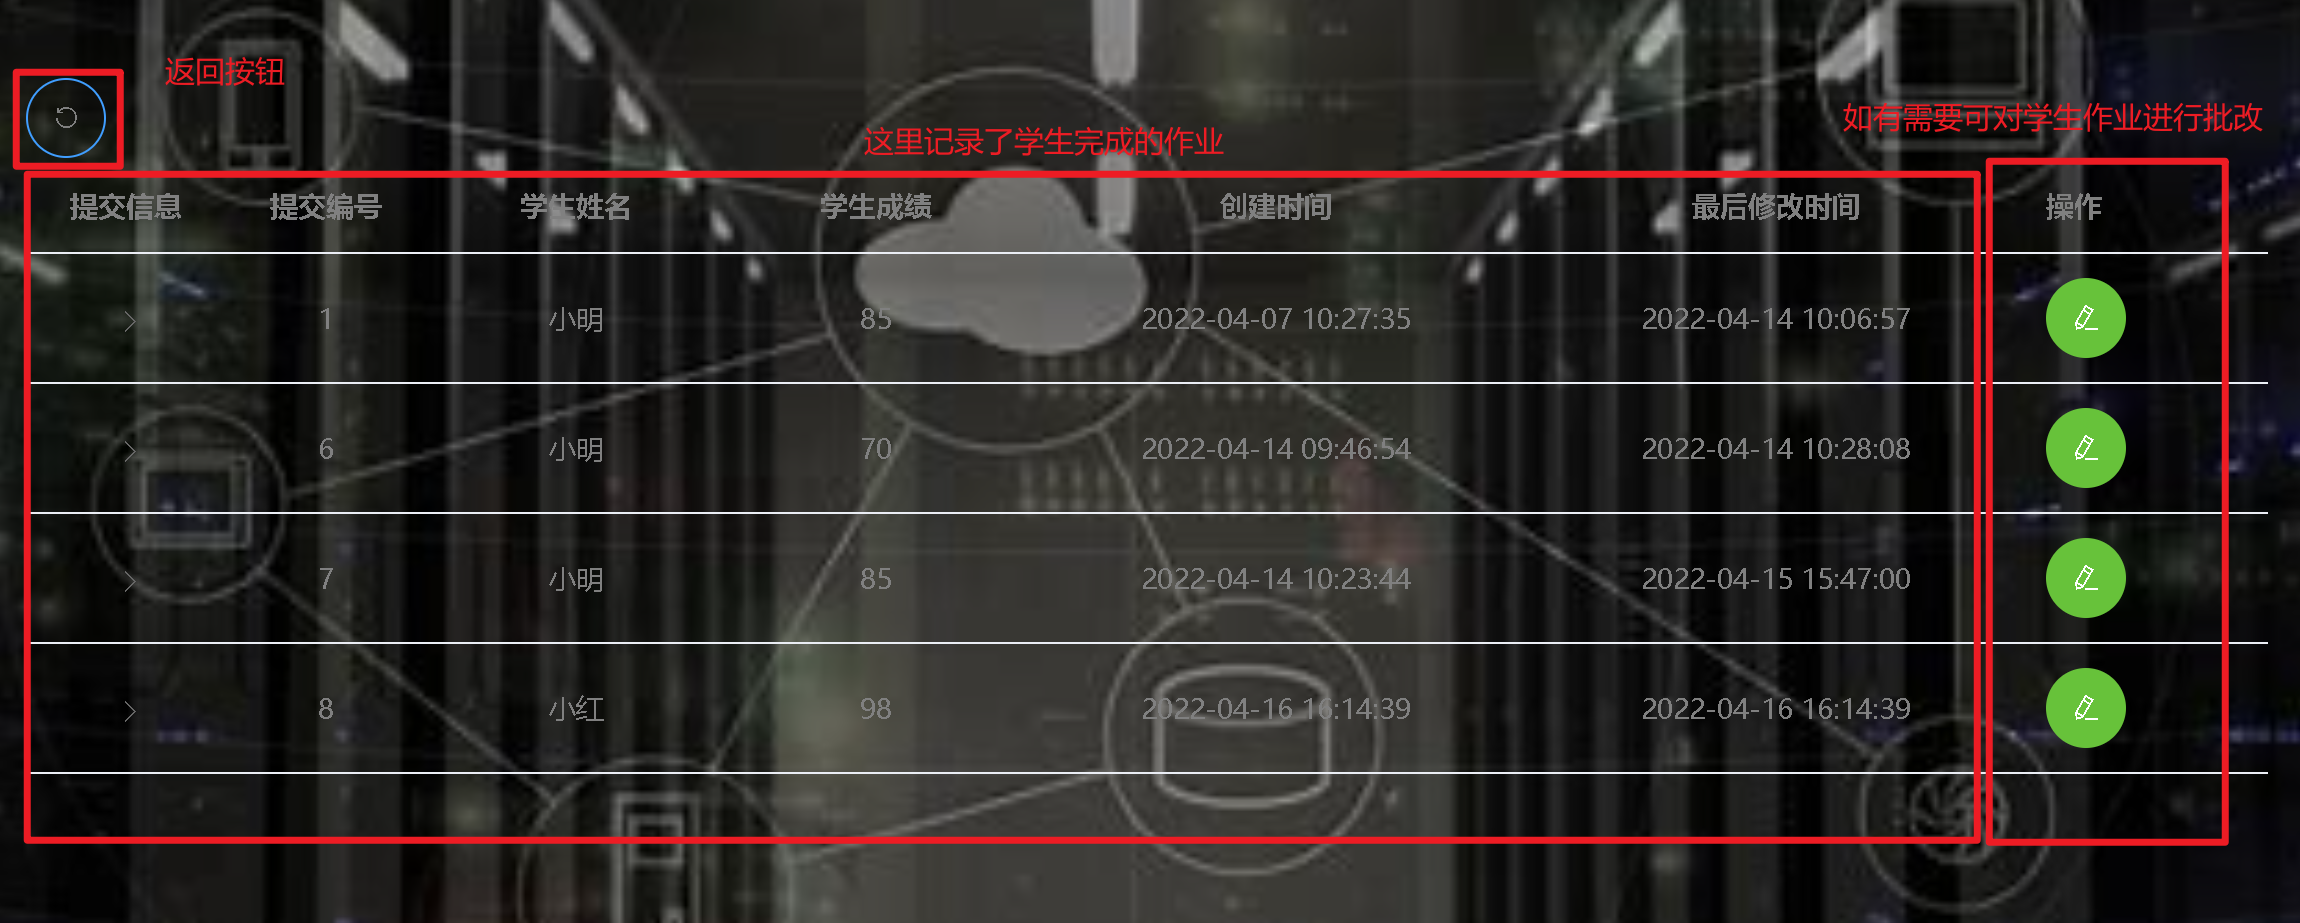 返回按钮
如有需要可对学生作业进行批改
这里记录了学生完成的作业
提交信息 提交编号 学生姓名 学生成绩 创建时间 最后修改时间 操作
1 小明 85 2022-04-07 10:27:35 2022-04-14 10:06:57
6 小明 70 2022-04-14 09:46:54 2022-04-14 10:28:08
7 小明 85 2022-04-14 10:23:44 2022-04-15 15:47:00
8 小红 98 2022-04-16 16:14:39 2022-04-16 16:14:39